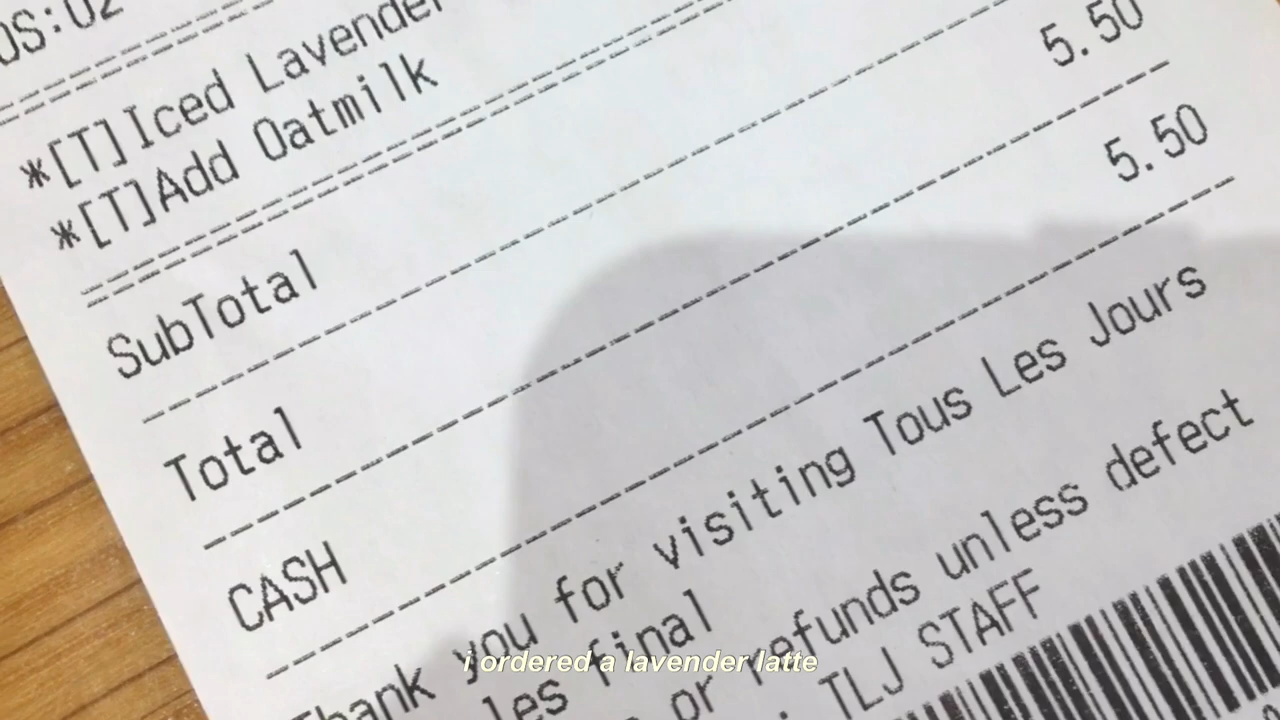 OS:02
*[T]Iced Lavender
*[T]Add Oatmilk
SubTotal 5.50
Total 5.50
CASH
Thank you for visiting Tous Les Jours
les final
or refunds unless defect
: TLJ STAFF
i ordered a lavender latte